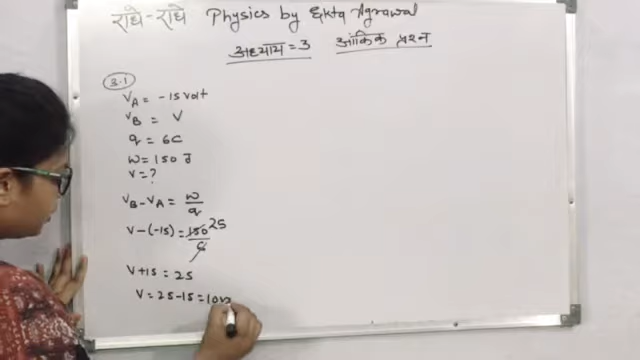 राधे-राधे Physics by Ekta Agrawal
अध्याय = 3 आंकिक प्रश्न
3.1
VA = -15 Volt
VB = V
q = 6C
W = 150 J
V = ?
VB - VA = W/q
V - (-15) = 150/6 25
V + 15 = 25
V = 25 - 15 = 10V